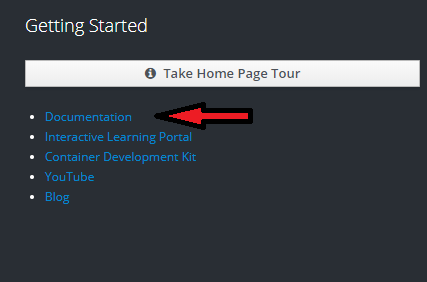 Getting Started
Take Home Page Tour
Documentation
Interactive Learning Portal
Container Development Kit
YouTube
Blog